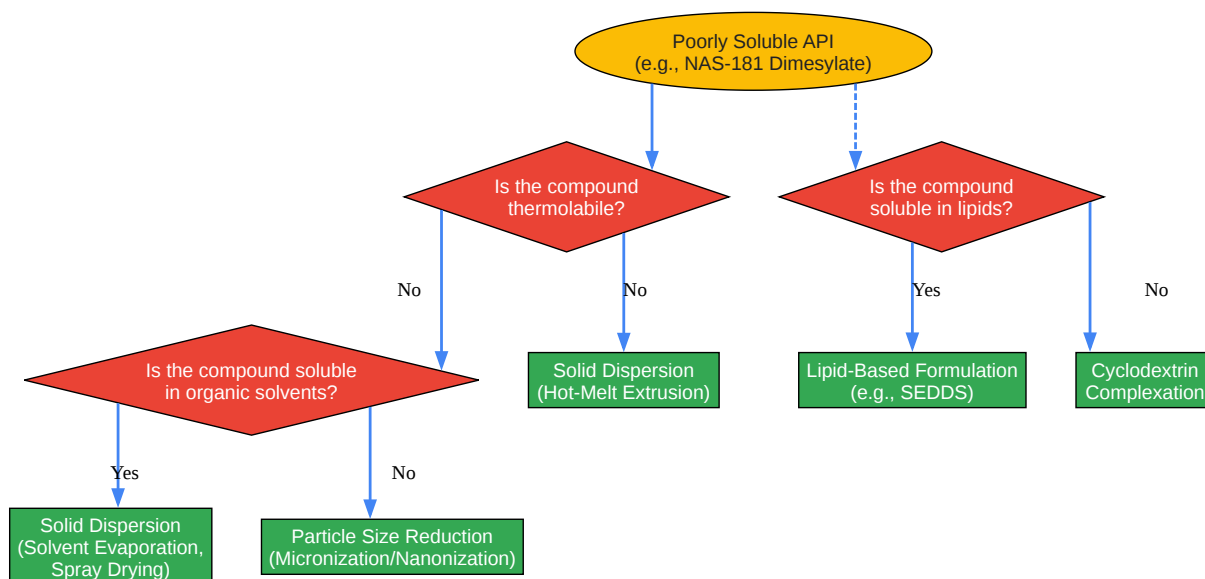 Poorly Soluble API
(e.g., NAS-181 Dimesylate)
Is the compound
thermolabile?
Is the compound
soluble in lipids?
No
No
Yes
No
Is the compound soluble
in organic solvents?
Solid Dispersion
(Hot-Melt Extrusion)
Lipid-Based Formulation
(e.g., SEDDS)
Cyclodextrin
Complexation
Yes
No
Solid Dispersion
(Solvent Evaporation,
Spray Drying)
Particle Size Reduction
(Micronization/Nanonization)